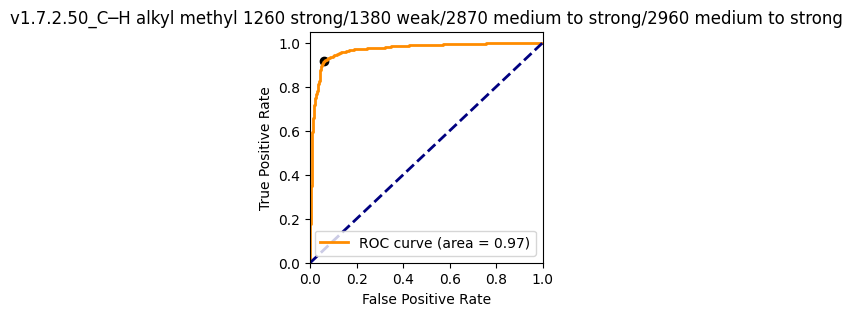 v1.7.2.50_C─H alkyl methyl 1260 strong/1380 weak/2870 medium to strong/2960 medium to strong
1.0
0.8
0.6
0.4
0.2
0.0
True Positive Rate
ROC curve (area = 0.97)
0.0 0.2 0.4 0.6 0.8 1.0
False Positive Rate